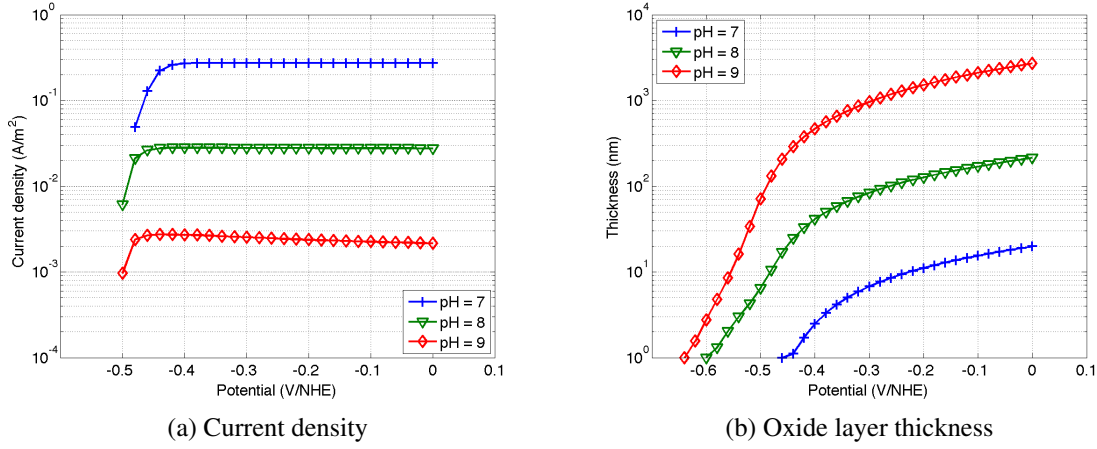 10^0
10^-1
10^-2
10^-3
10^-4
Current density (A/m^2)
-0.5 -0.4 -0.3 -0.2 -0.1 0 0.1
Potential (V/NHE)
pH = 7
pH = 8
pH = 9
(a) Current density
10^4
10^3
10^2
10^1
10^0
Thickness (nm)
pH = 7
pH = 8
pH = 9
-0.6 -0.5 -0.4 -0.3 -0.2 -0.1 0 0.1
Potential (V/NHE)
(b) Oxide layer thickness